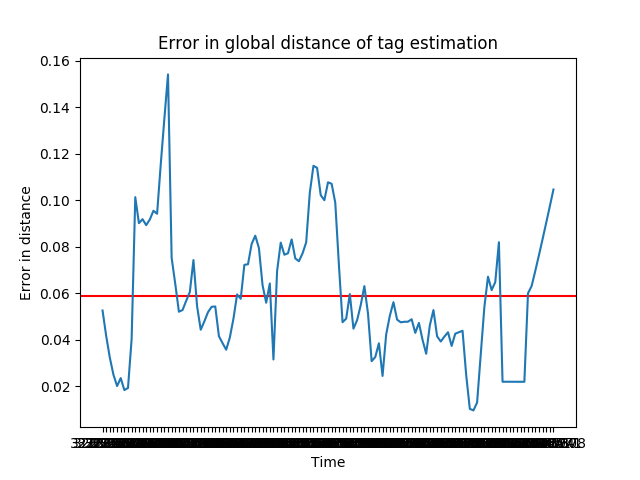 Error in global distance of tag estimation
0.16
0.14
0.12
0.10
0.08
0.06
0.04
0.02
Error in distance
Time